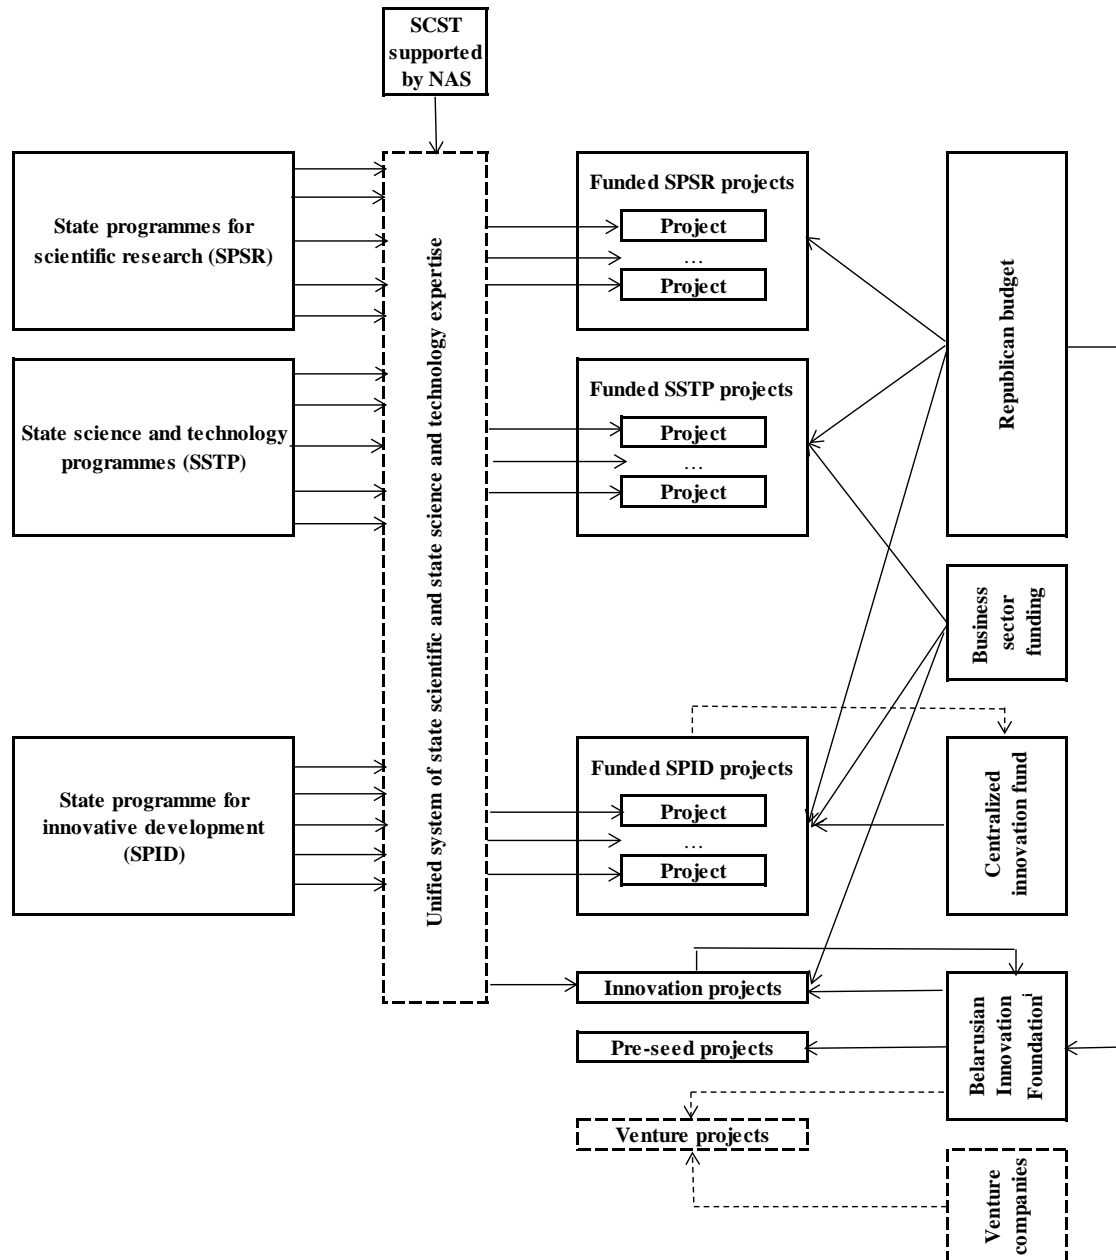 SCST
supported
by NAS
State programmes for
scientific research (SPSR)
State science and technology
programmes (SSTP)
State programme for
innovative development
(SPID)
Unified system of state scientific and state science and technology expertise
Funded SPSR projects
Project
…
Project
Funded SSTP projects
Project
…
Project
Funded SPID projects
Project
…
Project
Innovation projects
Pre-seed projects
Venture projects
Republican budget
Business
sector
funding
Centralized
innovation fund
Belarusian
Innovation
Foundationⁱ
Venture
companies